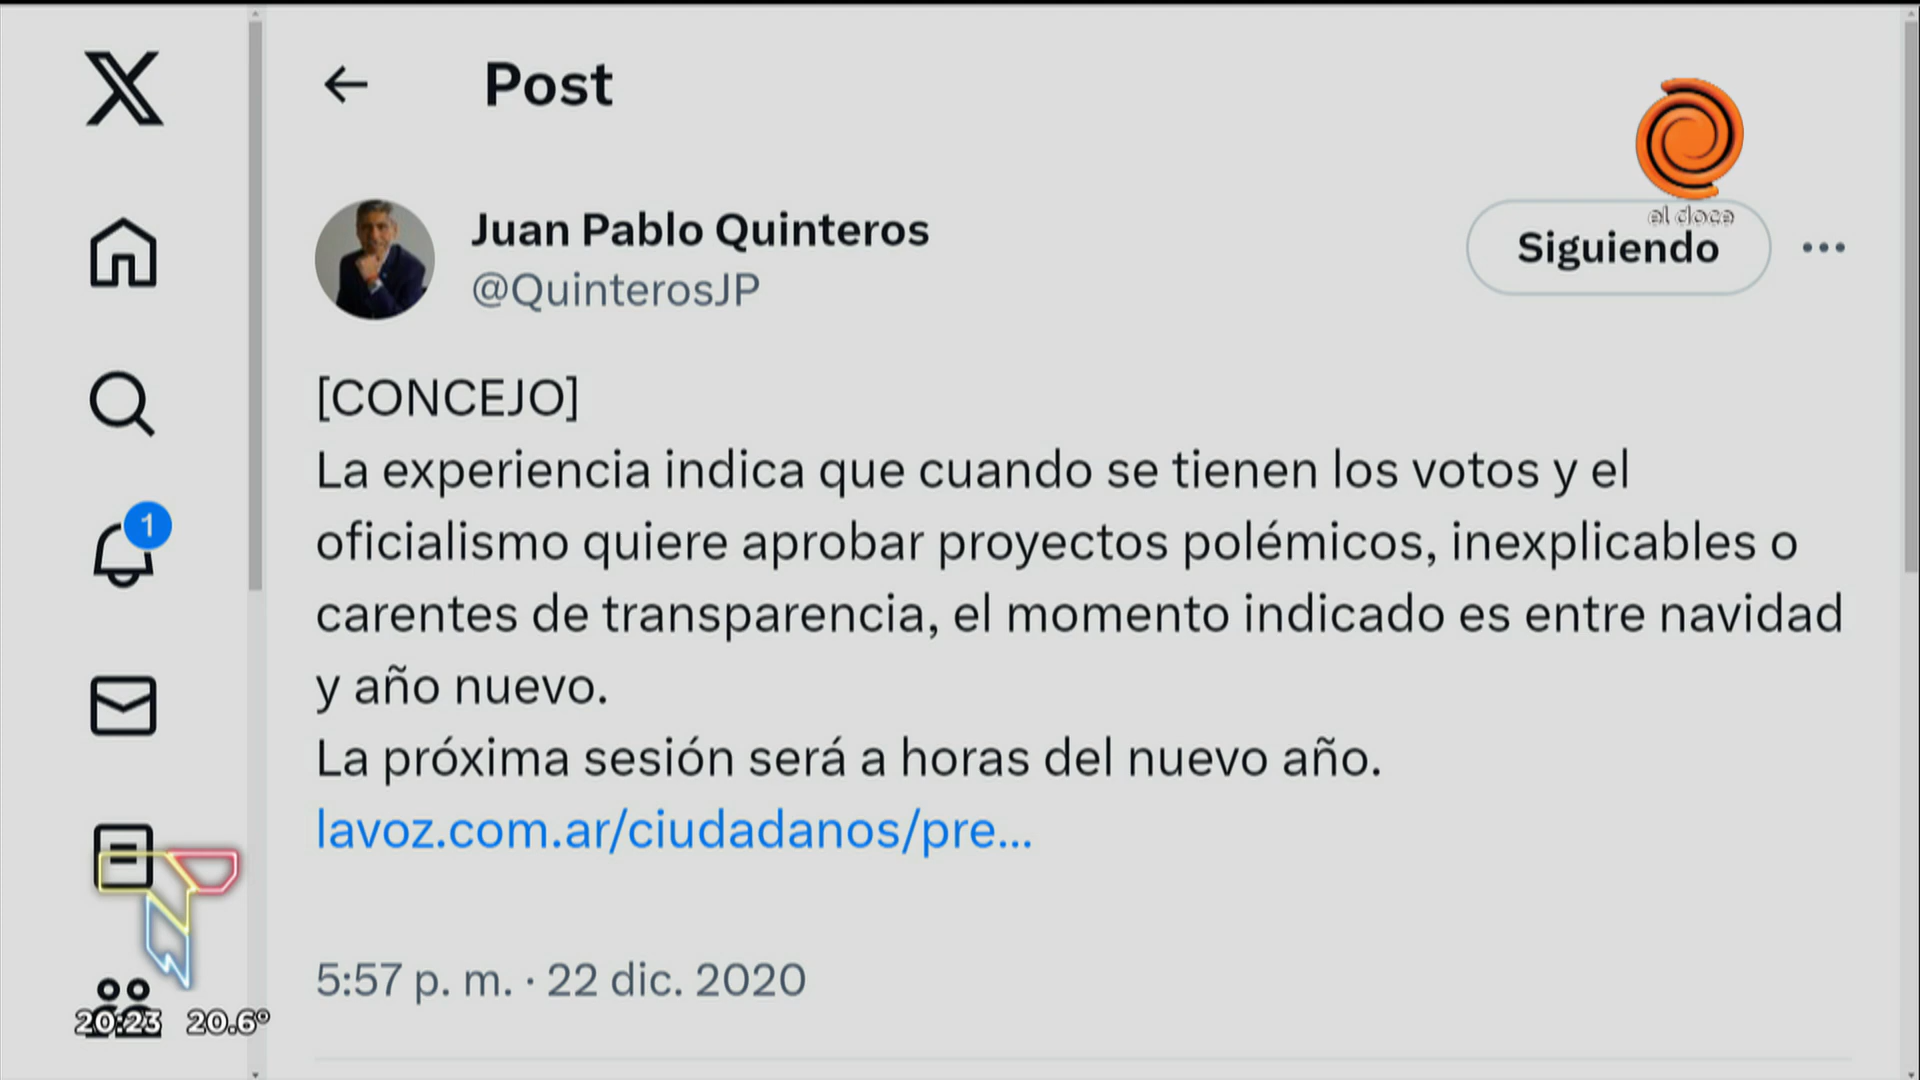 Post
el doce
Juan Pablo Quinteros
@QuinterosJP
Siguiendo
[CONCEJO]
La experiencia indica que cuando se tienen los votos y el
oficialismo quiere aprobar proyectos polémicos, inexplicables o
carentes de transparencia, el momento indicado es entre navidad
y año nuevo.
La próxima sesión será a horas del nuevo año.
lavoz.com.ar/ciudadanos/pre...
5:57 p. m. · 22 dic. 2020
1
20:23 20.6°